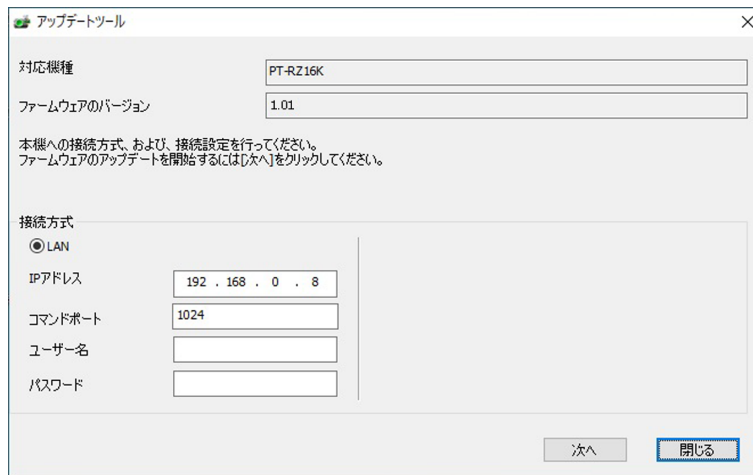 アップデートツール
対応機種
PT-RZ16K
ファームウェアのバージョン
1.01
本機への接続方式、および、接続設定を行ってください。
ファームウェアのアップデートを開始するには[次へ]をクリックしてください。
接続方式
LAN
IPアドレス
192 . 168 . 0 . 8
コマンドポート
1024
ユーザー名
パスワード
次へ
閉じる